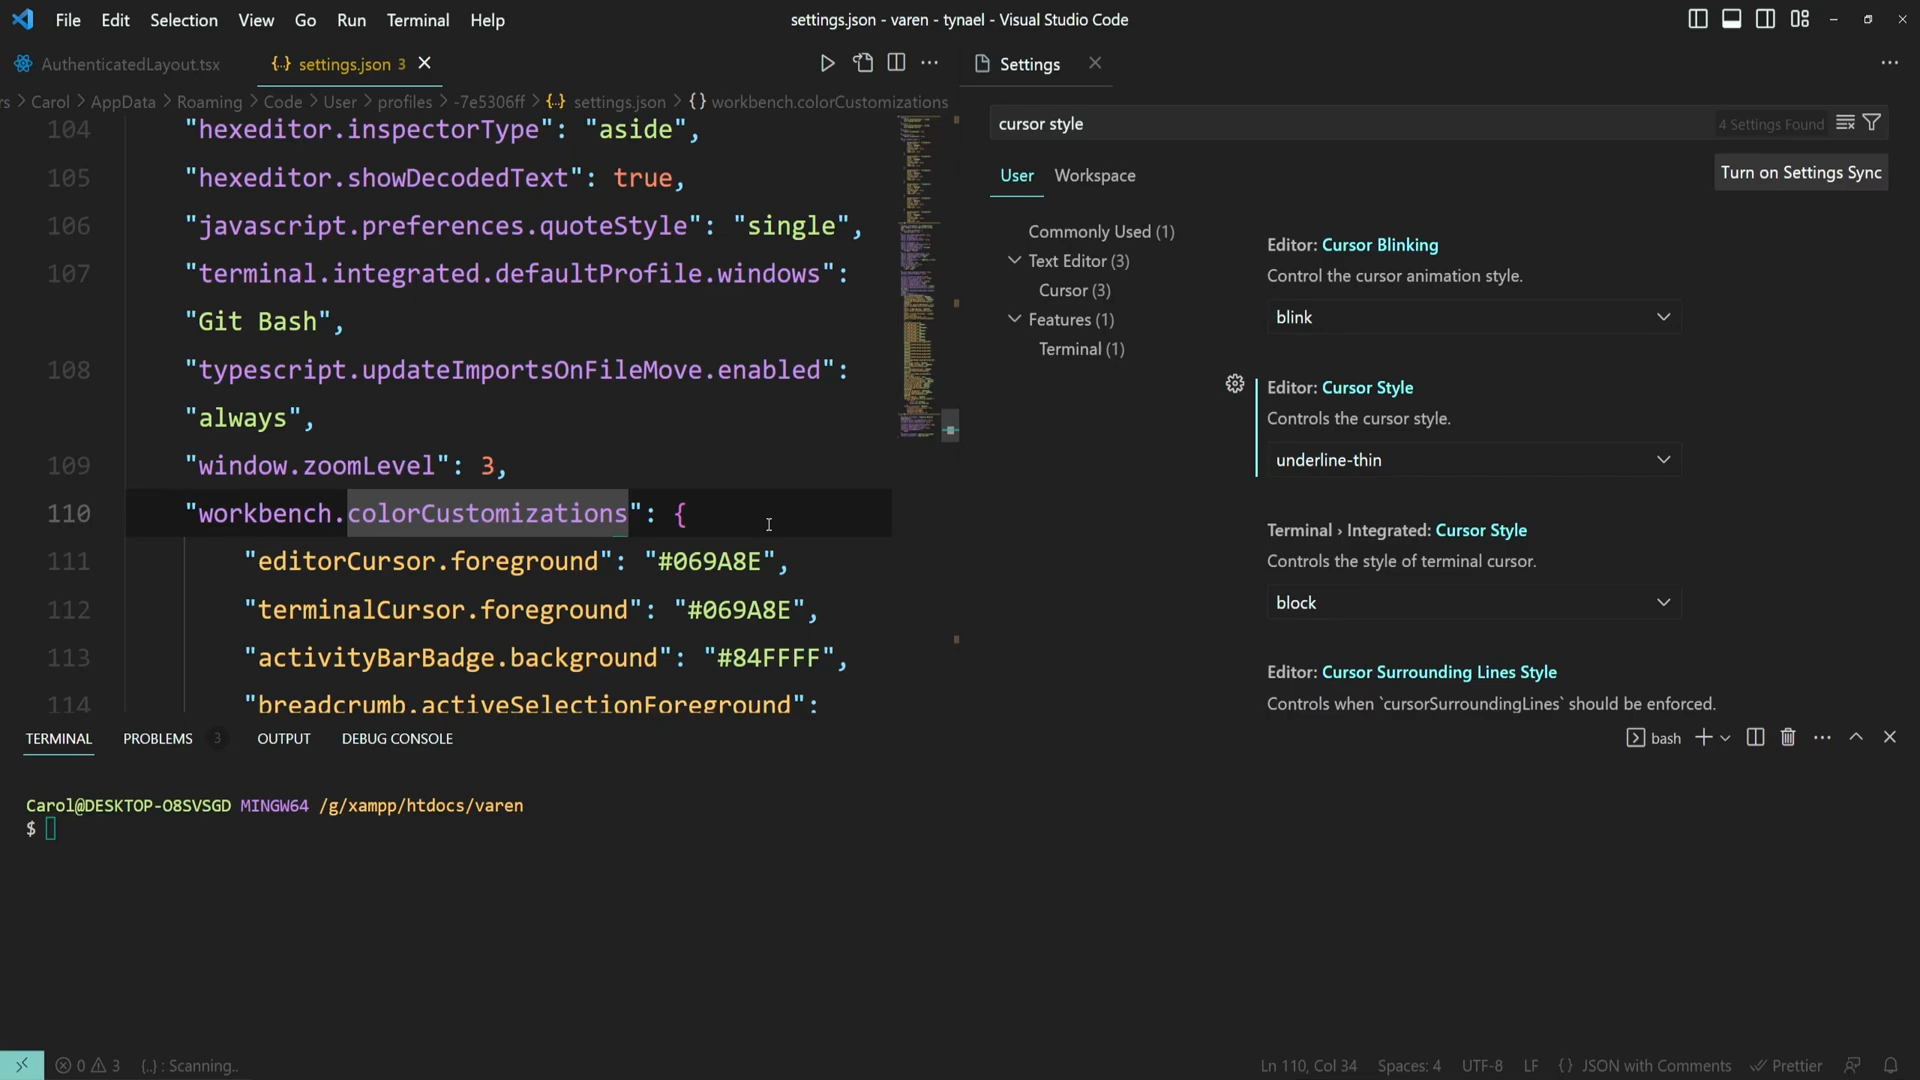 File Edit Selection View Go Run Terminal Help
settings.json - varen - tynael - Visual Studio Code
AuthenticatedLayout.tsx
{..} settings.json 3
Settings
rs > Carol > AppData > Roaming > Code > User > profiles > -7e5306ff > {..} settings.json > {} workbench.colorCustomizations
104 "hexeditor.inspectorType": "aside",
105 "hexeditor.showDecodedText": true,
106 "javascript.preferences.quoteStyle": "single",
107 "terminal.integrated.defaultProfile.windows":
"Git Bash",
108 "typescript.updateImportsOnFileMove.enabled":
"always",
109 "window.zoomLevel": 3,
110 "workbench.colorCustomizations": {
111 "editorCursor.foreground": "#069A8E",
112 "terminalCursor.foreground": "#069A8E",
113 "activityBarBadge.background": "#84FFFF",
114 "breadcrumb.activeSelectionForeground":
cursor style
4 Settings Found
User Workspace
Turn on Settings Sync
Commonly Used (1)
Text Editor (3)
Cursor (3)
Features (1)
Terminal (1)
Editor: Cursor Blinking
Control the cursor animation style.
blink
Editor: Cursor Style
Controls the cursor style.
underline-thin
Terminal › Integrated: Cursor Style
Controls the style of terminal cursor.
block
Editor: Cursor Surrounding Lines Style
Controls when `cursorSurroundingLines` should be enforced.
TERMINAL PROBLEMS 3 OUTPUT DEBUG CONSOLE
bash
Carol@DESKTOP-O8SVSGD MINGW64 /g/xampp/htdocs/varen
$
0 3 {..} : Scanning..
Ln 110, Col 34 Spaces: 4 UTF-8 LF {} JSON with Comments Prettier